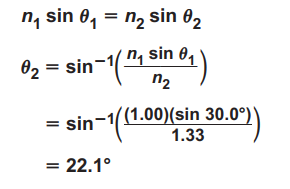 n₁ sin θ₁ = n₂ sin θ₂
θ₂ = sin⁻¹(n₁ sin θ₁ / n₂)
= sin⁻¹((1.00)(sin 30.0°) / 1.33)
= 22.1°